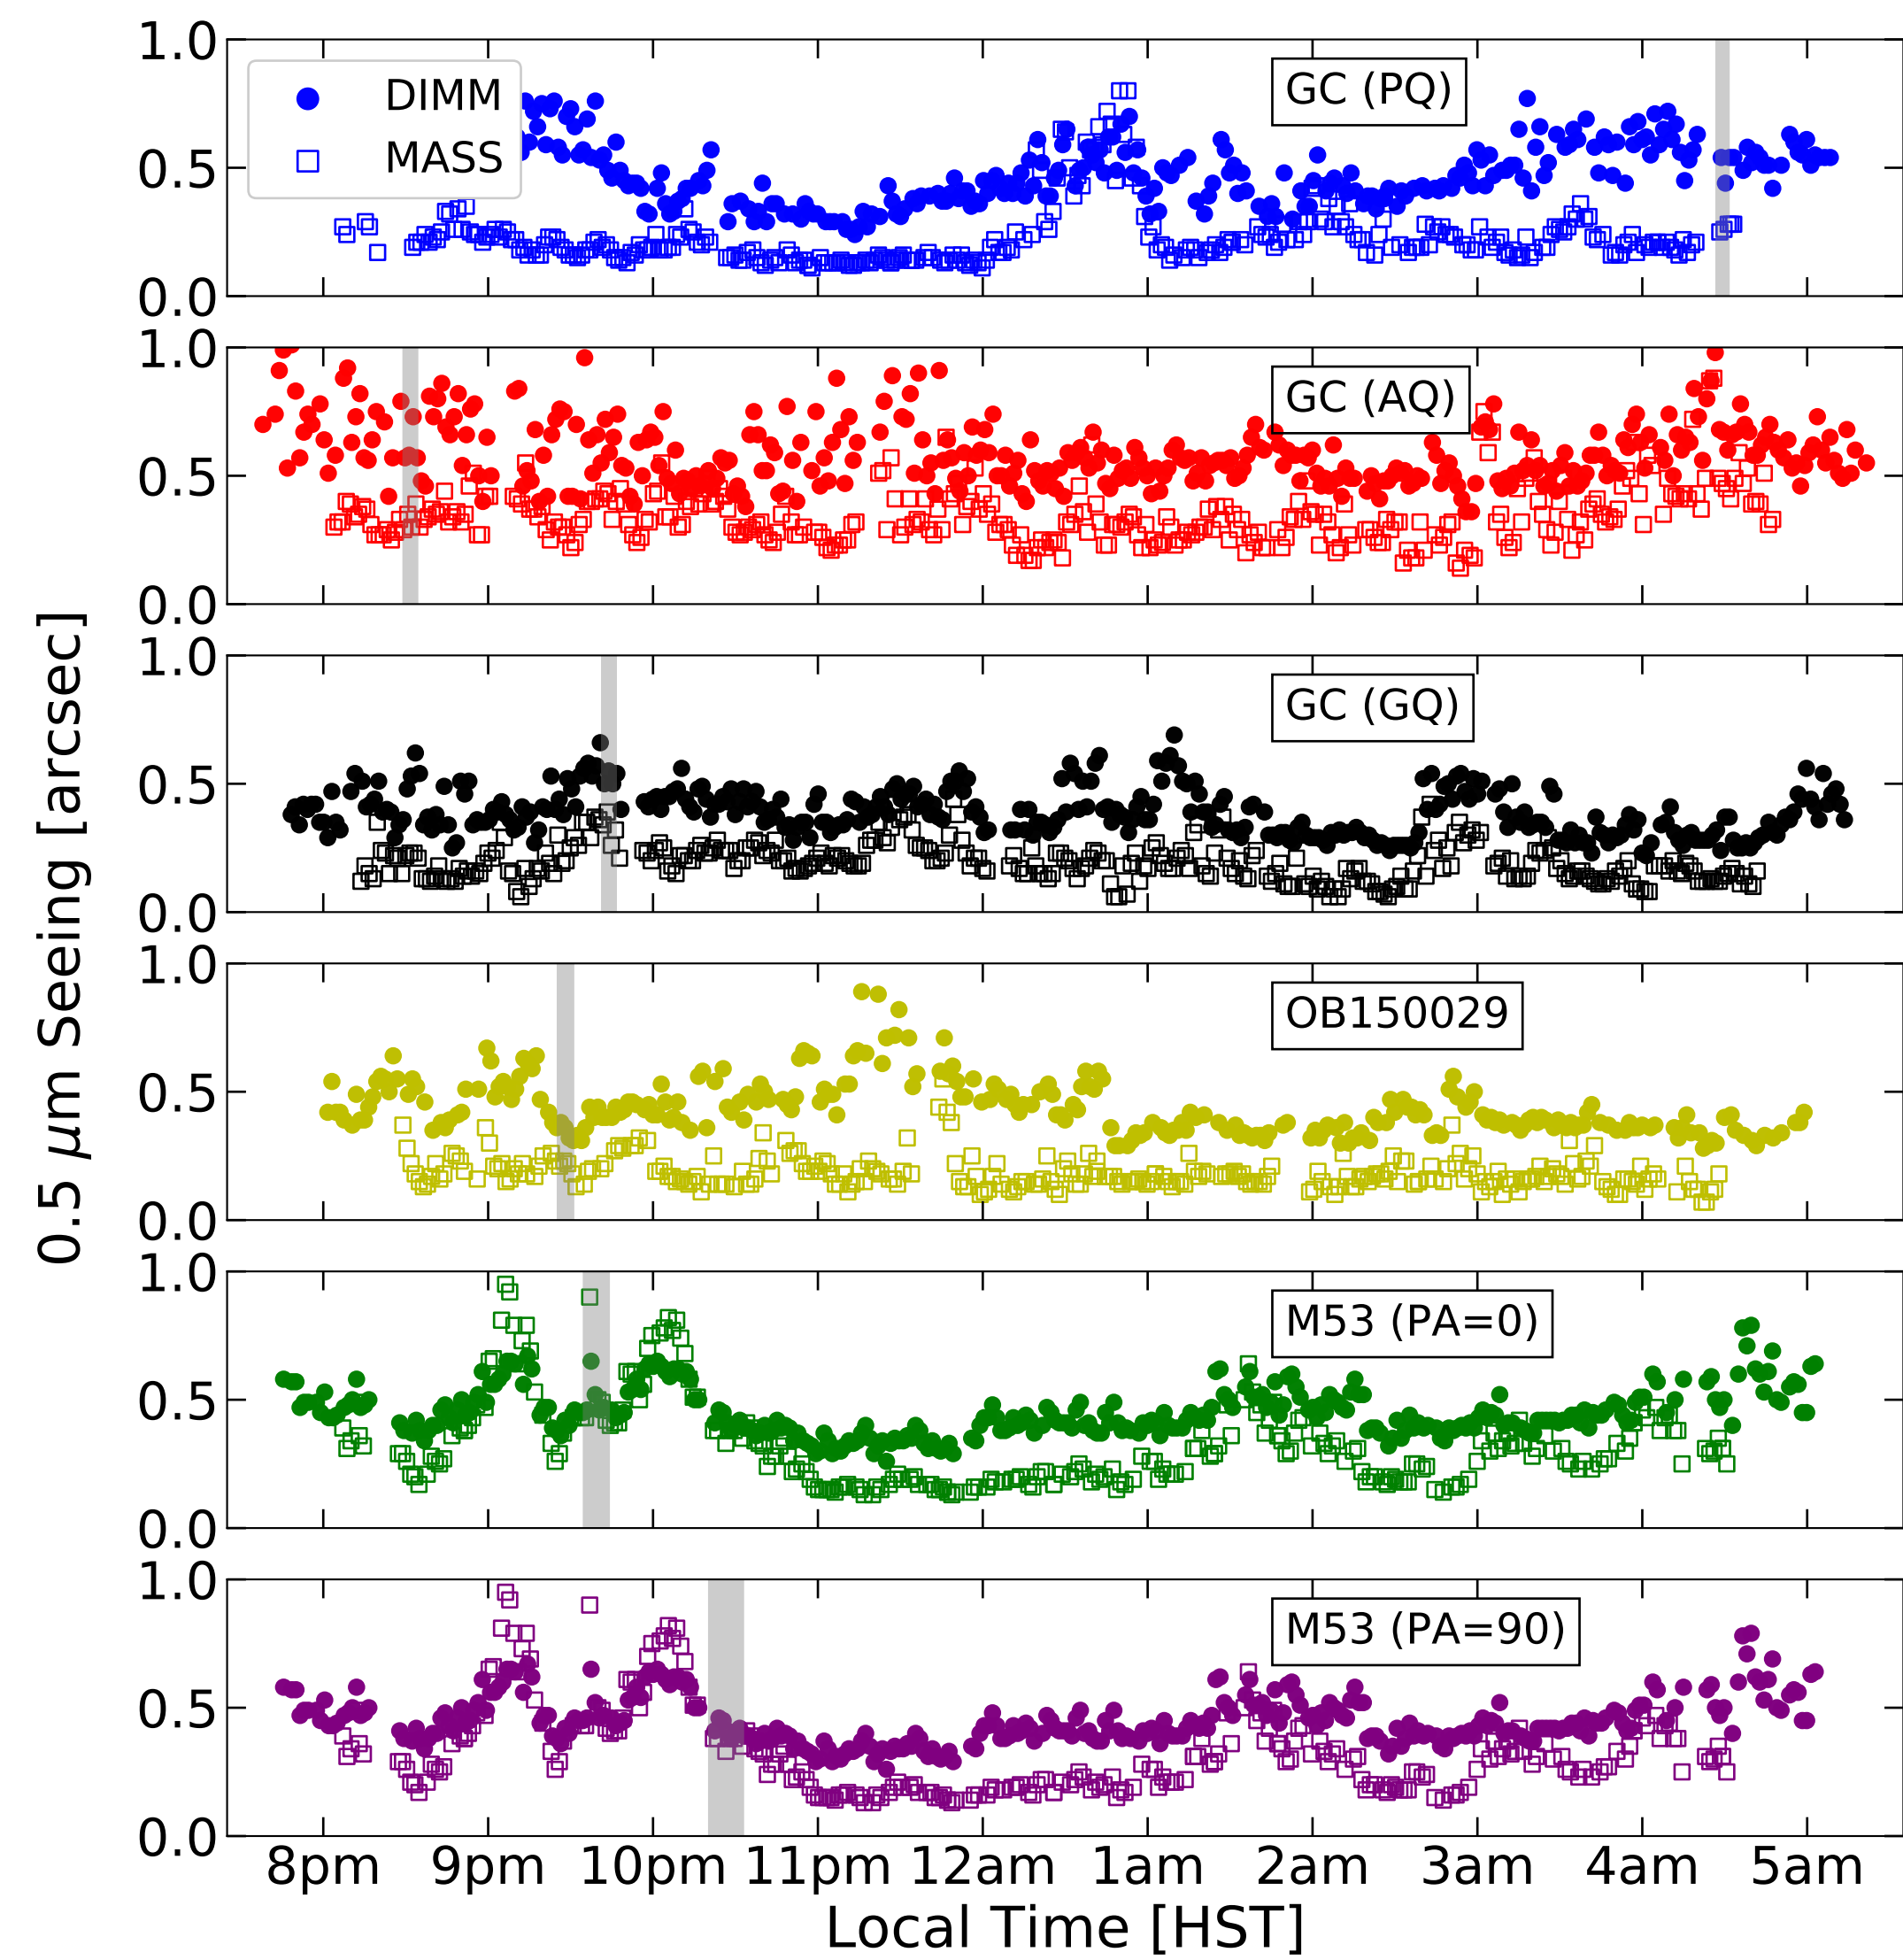 1.0
DIMM
MASS
GC (PQ)
0.5
0.0
1.0
GC (AQ)
0.5
0.0
1.0
GC (GQ)
0.5
0.0
1.0
OB150029
0.5
0.0
1.0
M53 (PA=0)
0.5
0.0
1.0
M53 (PA=90)
0.5
0.0
0.5 μm Seeing [arcsec]
8pm 9pm 10pm 11pm 12am 1am 2am 3am 4am 5am
Local Time [HST]